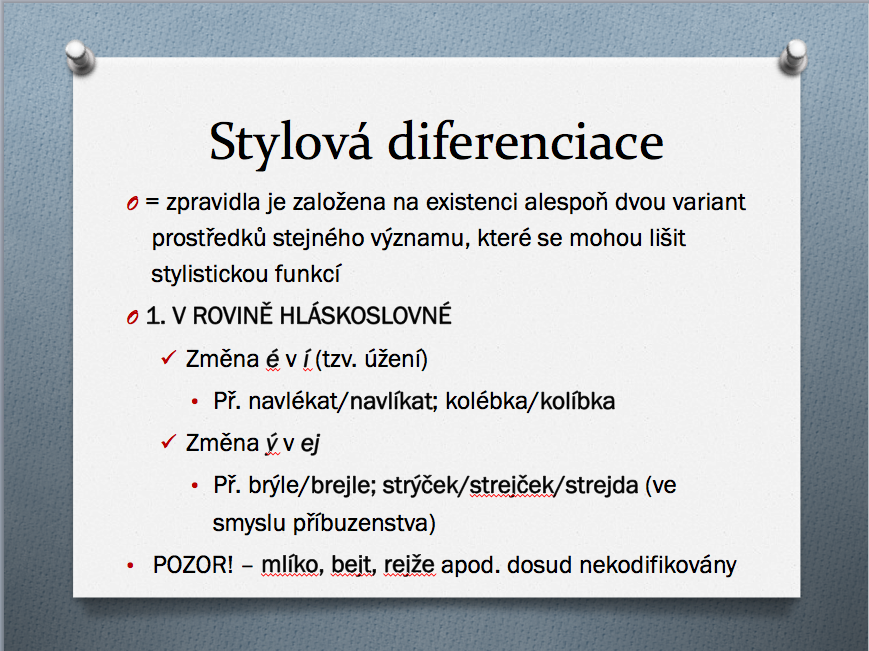 Stylová diferenciace
= zpravidla je založena na existenci alespoň dvou variant
prostředků stejného významu, které se mohou lišit
stylistickou funkcí
1. V ROVINĚ HLÁSKOSLOVNÉ
✓ Změna é v í (tzv. úžení)
• Př. navlékat/navlíkat; kolébka/kolíbka
✓ Změna ý v ej
• Př. brýle/brejle; strýček/strejček/strejda (ve
smyslu příbuzenstva)
• POZOR! – mlíko, bejt, rejže apod. dosud nekodifikovány